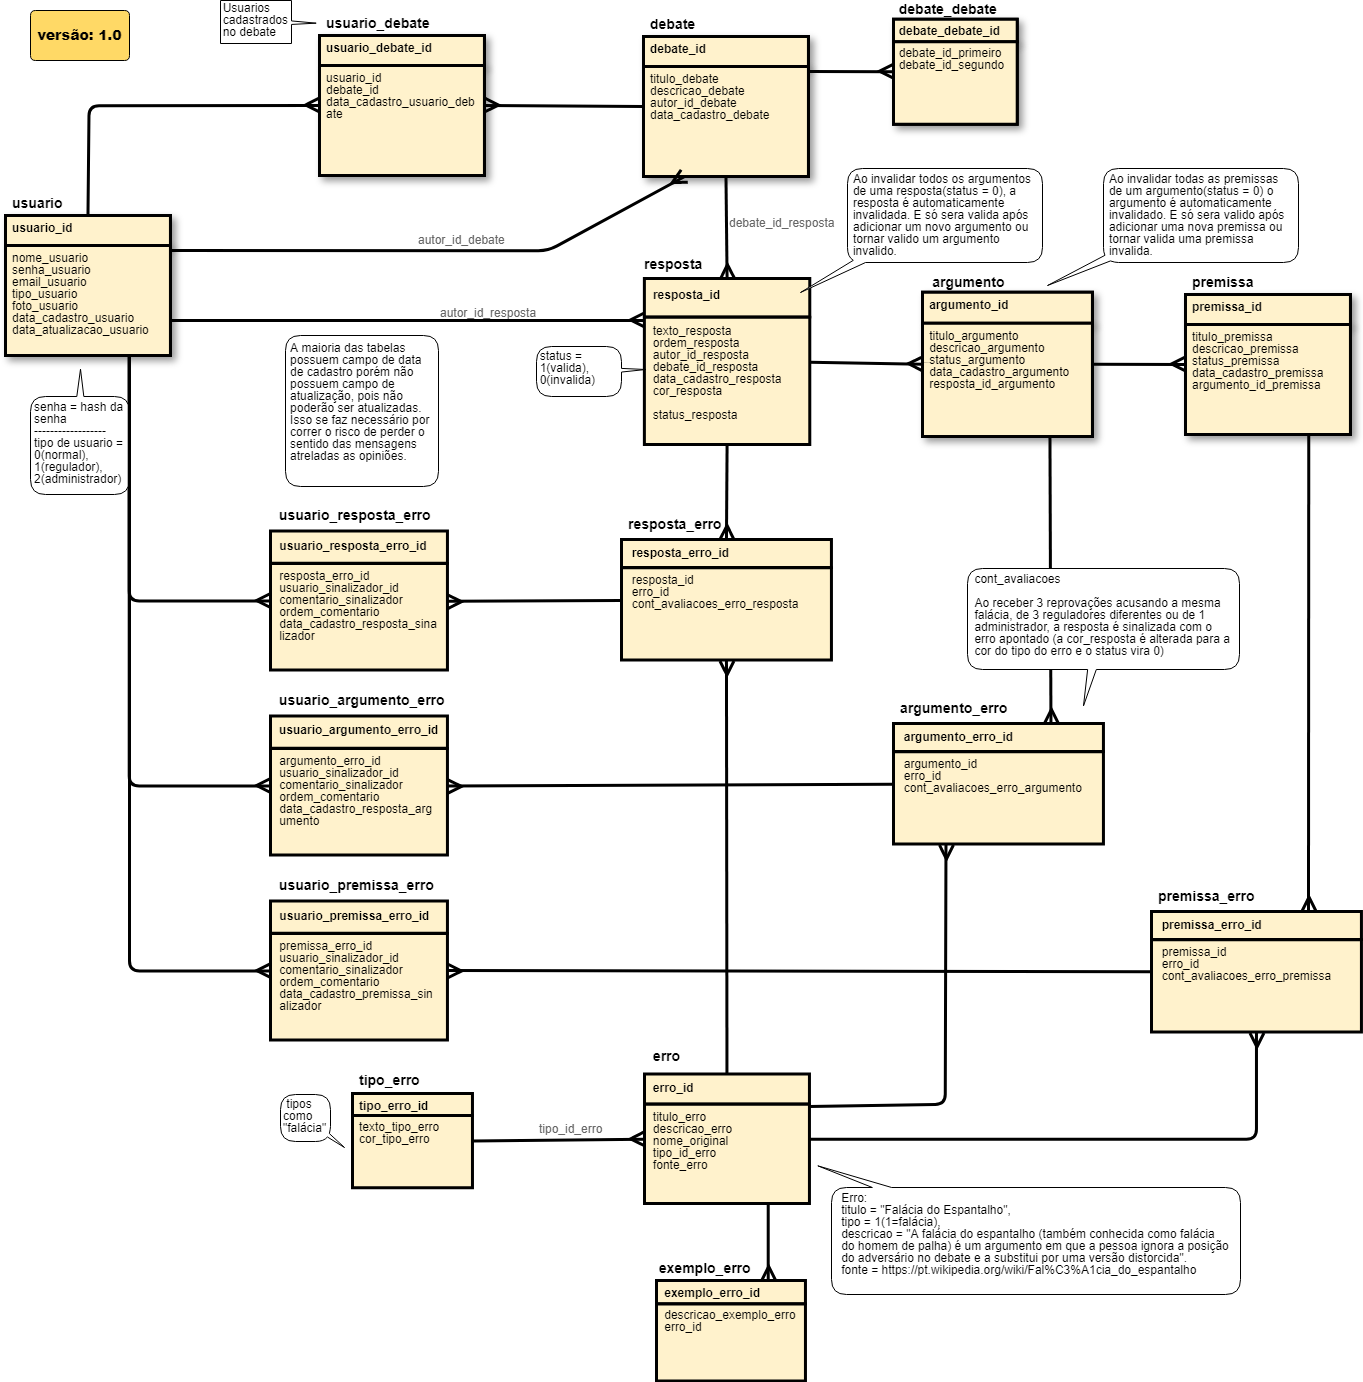 versão: 1.0
Usuarios
cadastrados
no debate
usuario_debate
usuario_debate_id
usuario_id
debate_id
data_cadastro_usuario_deb
ate
debate
debate_id
titulo_debate
descricao_debate
autor_id_debate
data_cadastro_debate
debate_debate
debate_debate_id
debate_id_primeiro
debate_id_segundo
usuario
usuario_id
nome_usuario
senha_usuario
email_usuario
tipo_usuario
foto_usuario
data_cadastro_usuario
data_atualizacao_usuario
autor_id_debate
debate_id_resposta
autor_id_resposta
Ao invalidar todos os argumentos
de uma resposta(status = 0), a
resposta é automaticamente
invalidada. E só sera valida após
adicionar um novo argumento ou
tornar valido um argumento
invalido.
Ao invalidar todas as premissas
de um argumento(status = 0) o
argumento é automaticamente
invalidado. E só sera valido após
adicionar uma nova premissa ou
tornar valida uma premissa
invalida.
resposta
resposta_id
texto_resposta
ordem_resposta
autor_id_resposta
debate_id_resposta
data_cadastro_resposta
cor_resposta
status_resposta
argumento
argumento_id
titulo_argumento
descricao_argumento
status_argumento
data_cadastro_argumento
resposta_id_argumento
premissa
premissa_id
titulo_premissa
descricao_premissa
status_premissa
data_cadastro_premissa
argumento_id_premissa
A maioria das tabelas
possuem campo de data
de cadastro porém não
possuem campo de
atualização, pois não
poderão ser atualizadas.
Isso se faz necessário por
correr o risco de perder o
sentido das mensagens
atreladas as opiniões.
status =
1(valida),
0(invalida)
senha = hash da
senha
------------------
tipo de usuario =
0(normal),
1(regulador),
2(administrador)
usuario_resposta_erro
usuario_resposta_erro_id
resposta_erro_id
usuario_sinalizador_id
comentario_sinalizador
ordem_comentario
data_cadastro_resposta_sina
lizador
resposta_erro
resposta_erro_id
resposta_id
erro_id
cont_avaliacoes_erro_resposta
cont_avaliacoes
Ao receber 3 reprovações acusando a mesma
falácia, de 3 reguladores diferentes ou de 1
administrador, a resposta é sinalizada com o
erro apontado (a cor_resposta é alterada para a
cor do tipo do erro e o status vira 0)
usuario_argumento_erro
usuario_argumento_erro_id
argumento_erro_id
usuario_sinalizador_id
comentario_sinalizador
ordem_comentario
data_cadastro_resposta_arg
umento
argumento_erro
argumento_erro_id
argumento_id
erro_id
cont_avaliacoes_erro_argumento
usuario_premissa_erro
usuario_premissa_erro_id
premissa_erro_id
usuario_sinalizador_id
comentario_sinalizador
ordem_comentario
data_cadastro_premissa_sin
alizador
premissa_erro
premissa_erro_id
premissa_id
erro_id
cont_avaliacoes_erro_premissa
tipos
como
"falácia"
tipo_erro
tipo_erro_id
texto_tipo_erro
cor_tipo_erro
tipo_id_erro
erro
erro_id
titulo_erro
descricao_erro
nome_original
tipo_id_erro
fonte_erro
Erro:
titulo = "Falácia do Espantalho",
tipo = 1(1=falácia),
descricao = "A falácia do espantalho (também conhecida como falácia
do homem de palha) é um argumento em que a pessoa ignora a posição
do adversário no debate e a substitui por uma versão distorcida".
fonte = https://pt.wikipedia.org/wiki/Fal%C3%A1cia_do_espantalho
exemplo_erro
exemplo_erro_id
descricao_exemplo_erro
erro_id